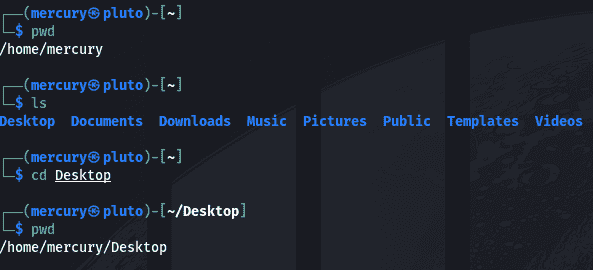 ┌──(mercury㉿pluto)-[~]
└─$ pwd
/home/mercury
┌──(mercury㉿pluto)-[~]
└─$ ls
Desktop  Documents  Downloads  Music  Pictures  Public  Templates  Videos
┌──(mercury㉿pluto)-[~]
└─$ cd Desktop
┌──(mercury㉿pluto)-[~/Desktop]
└─$ pwd
/home/mercury/Desktop